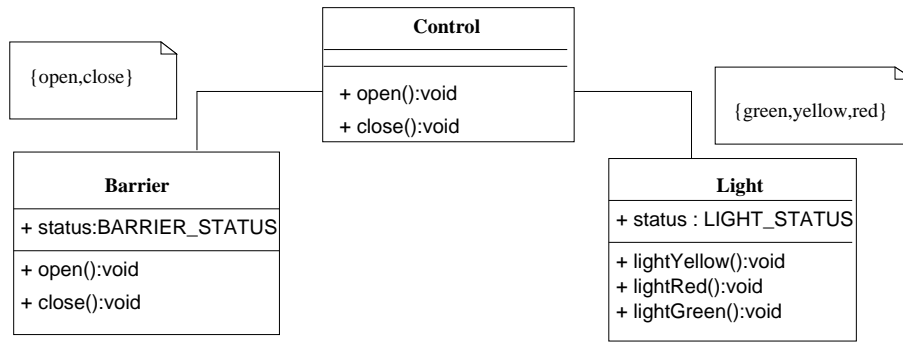 Control
+ open():void
+ close():void
{open,close}
{green,yellow,red}
Barrier
+ status:BARRIER_STATUS
+ open():void
+ close():void
Light
+ status : LIGHT_STATUS
+ lightYellow():void
+ lightRed():void
+ lightGreen():void